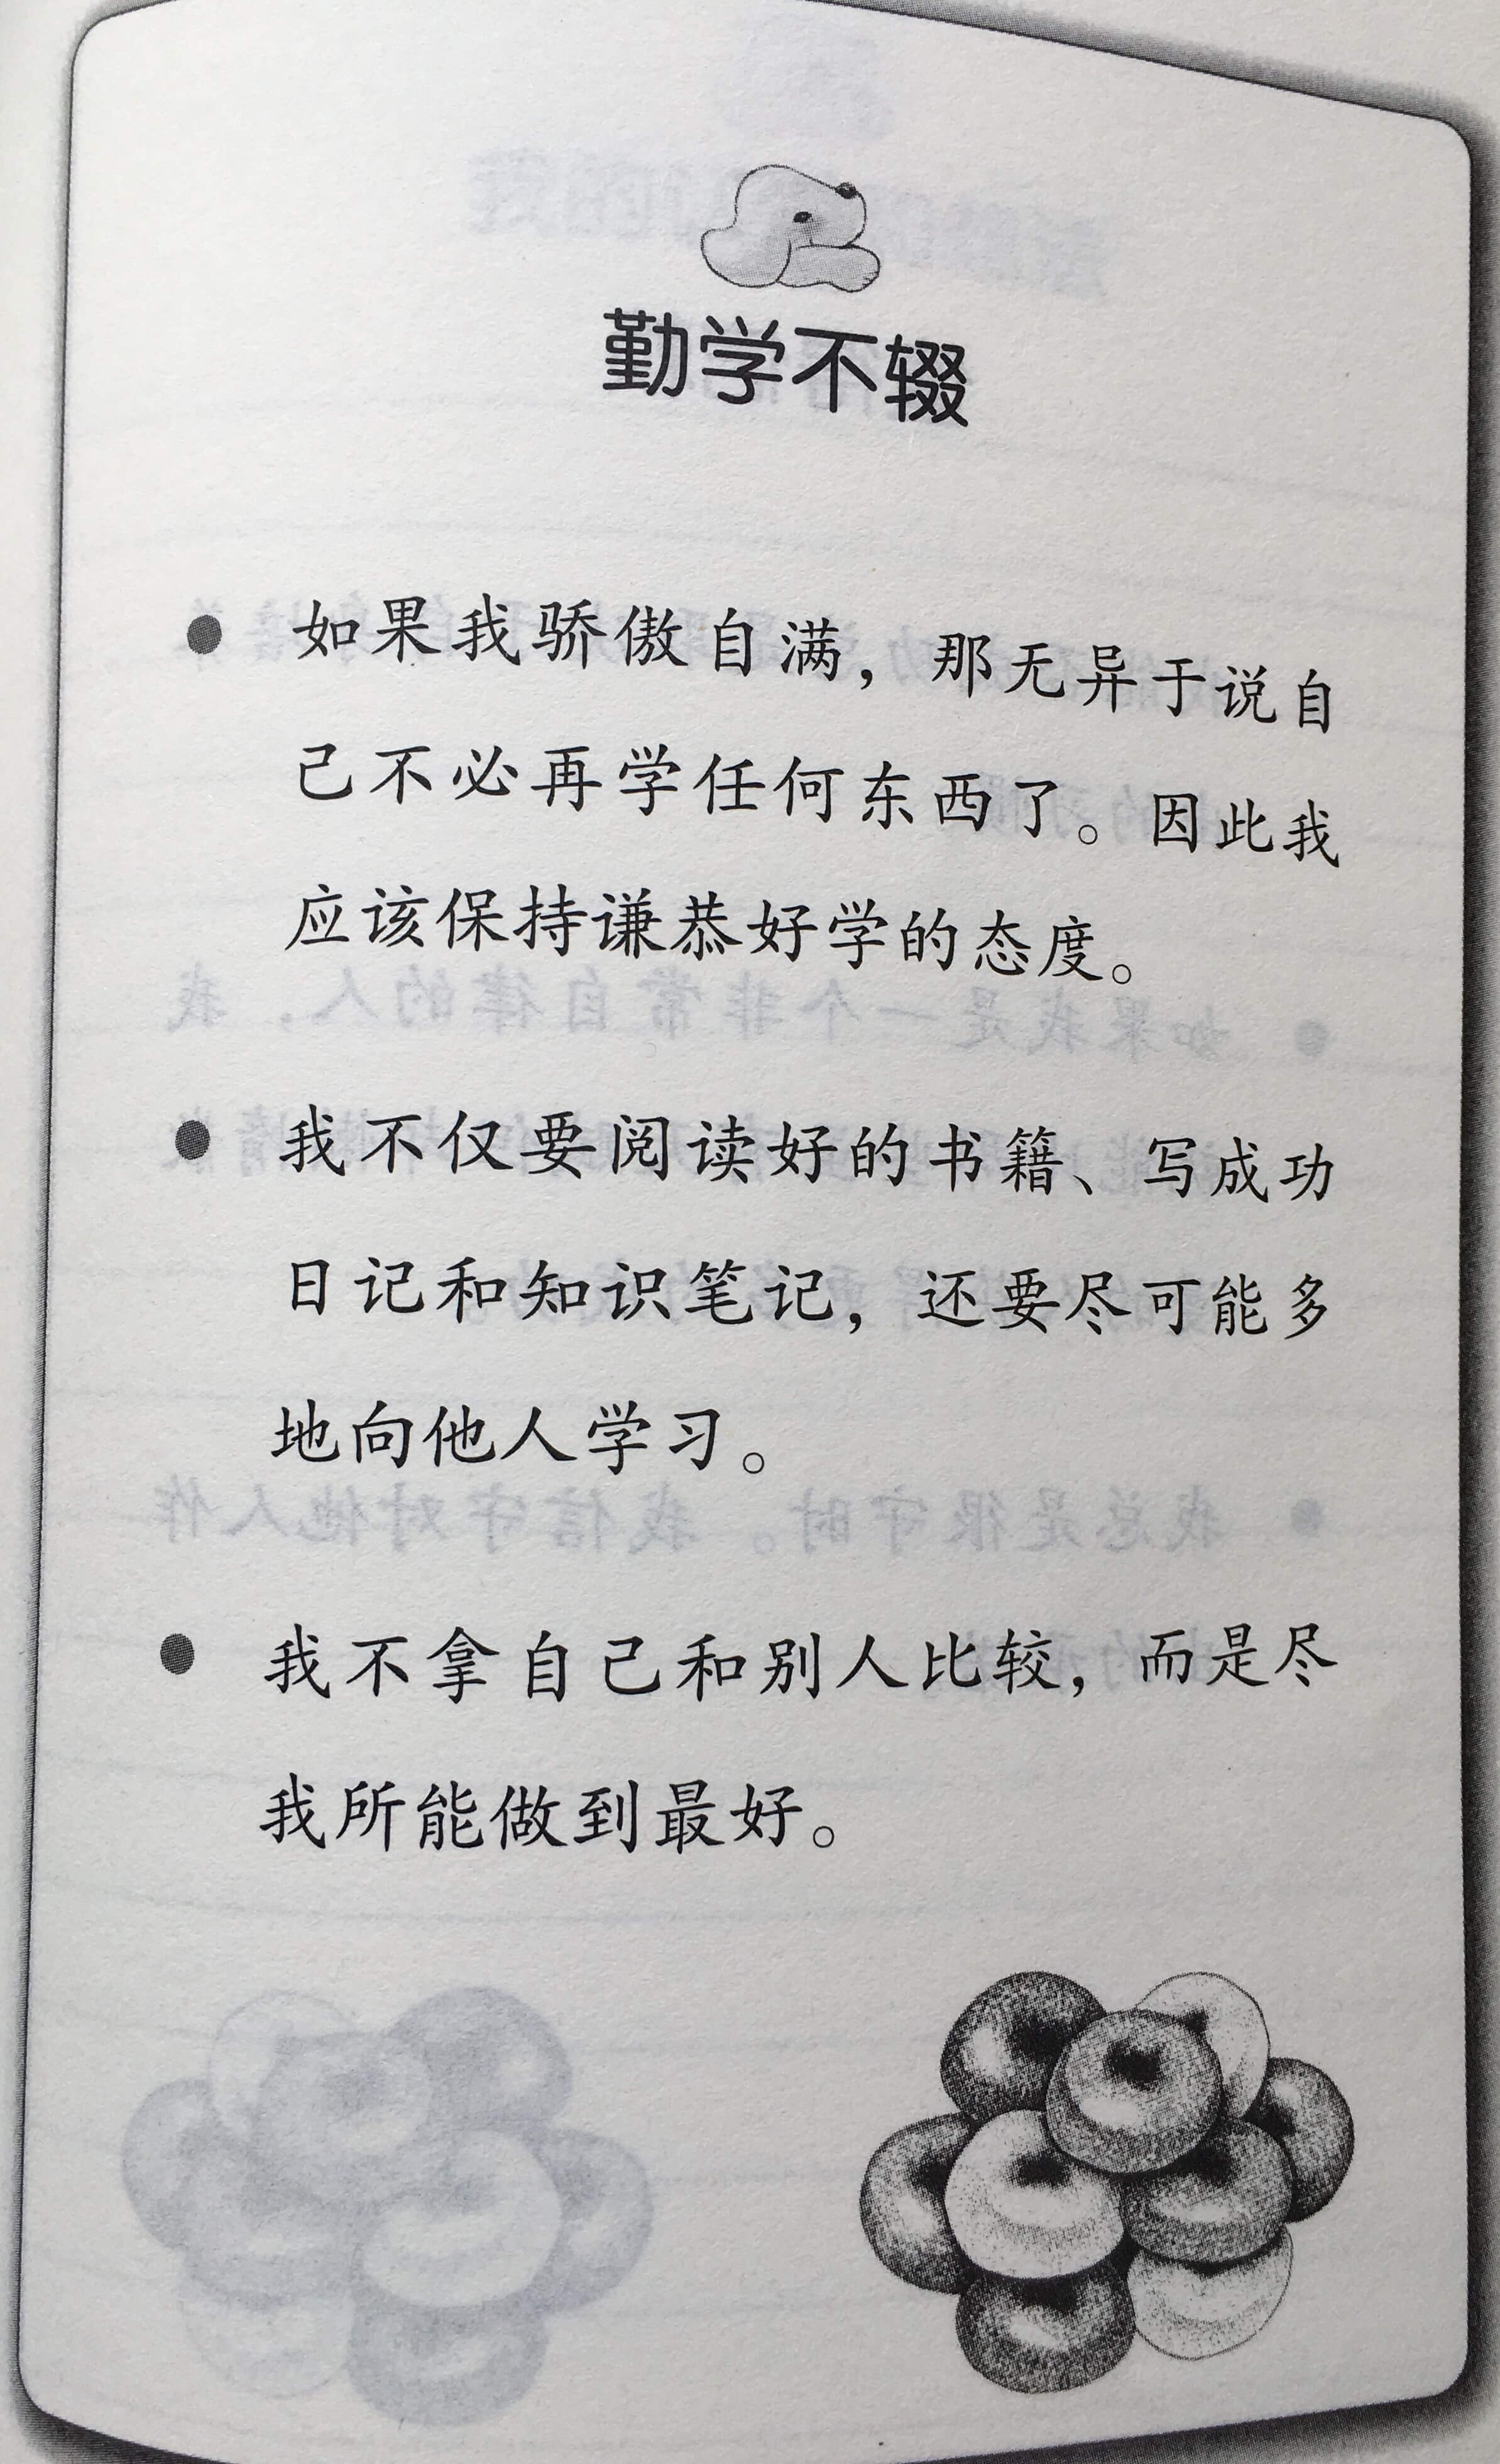 勤学不辍
● 如果我骄傲自满，那无异于说自
己不必再学任何东西了。因此我
应该保持谦恭好学的态度。
● 我不仅要阅读好的书籍、写成功
日记和知识笔记，还要尽可能多
地向他人学习。
● 我不拿自己和别人比较，而是尽
我所能做到最好。